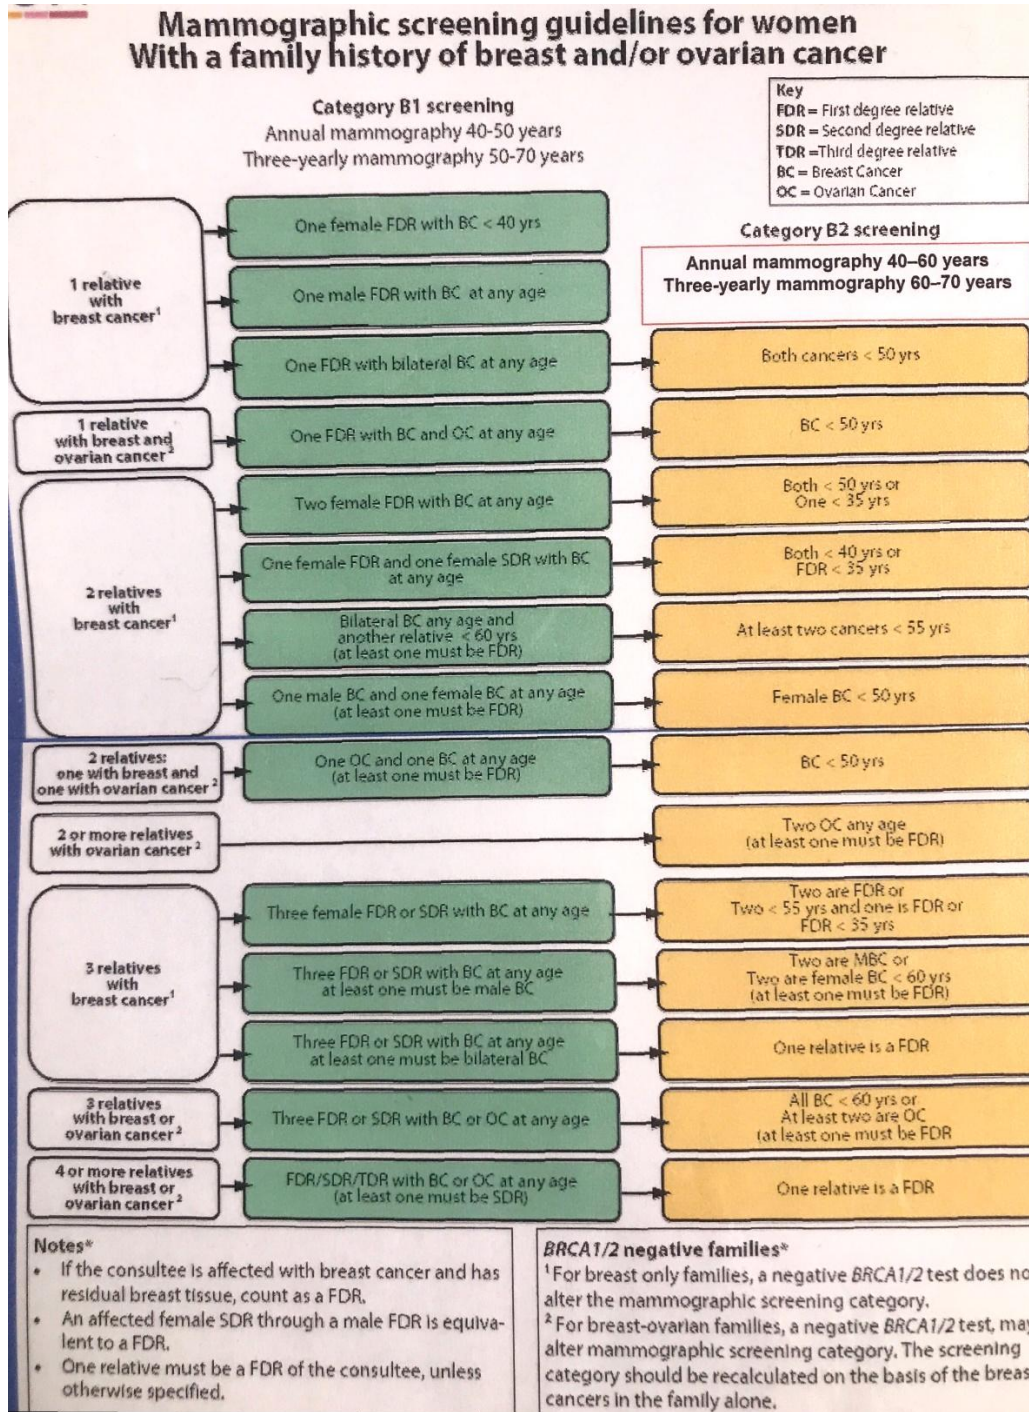 Mammographic screening guidelines for women
With a family history of breast and/or ovarian cancer
Key
FDR = First degree relative
SDR = Second degree relative
TDR =Third degree relative
BC = Breast Cancer
OC = Ovarian Cancer
Category B1 screening
Annual mammography 40-50 years
Three-yearly mammography 50-70 years
Category B2 screening
Annual mammography 40–60 years
Three-yearly mammography 60–70 years
1 relative
with
breast cancer¹
One female FDR with BC < 40 yrs
One male FDR with BC at any age
One FDR with bilateral BC at any age
Both cancers < 50 yrs
1 relative
with breast and
ovarian cancer ²
One FDR with BC and OC at any age
BC < 50 yrs
2 relatives
with
breast cancer¹
Two female FDR with BC at any age
Both < 50 yrs or
One < 35 yrs
One female FDR and one female SDR with BC
at any age
Both < 40 yrs or
FDR < 35 yrs
Bilateral BC any age and
another relative < 60 yrs
(at least one must be FDR)
At least two cancers < 55 yrs
One male BC and one female BC at any age
(at least one must be FDR)
Female BC < 50 yrs
2 relatives:
one with breast and
one with ovarian cancer ²
One OC and one BC at any age
(at least one must be FDR)
BC < 50 yrs
2 or more relatives
with ovarian cancer ²
Two OC any age
(at least one must be FDR)
3 relatives
with
breast cancer¹
Three female FDR or SDR with BC at any age
Two are FDR or
Two < 55 yrs and one is FDR or
FDR < 35 yrs
Three FDR or SDR with BC at any age
at least one must be male BC
Two are MBC or
Two are female BC < 60 yrs
(at least one must be FDR)
Three FDR or SDR with BC at any age
at least one must be bilateral BC
One relative is a FDR
3 relatives
with breast or
ovarian cancer ²
Three FDR or SDR with BC or OC at any age
All BC < 60 yrs or
At least two are OC
(at least one must be FDR
4 or more relatives
with breast or
ovarian cancer ²
FDR/SDR/TDR with BC or OC at any age
(at least one must be SDR)
One relative is a FDR
Notes*
• If the consultee is affected with breast cancer and has
residual breast tissue, count as a FDR.
• An affected female SDR through a male FDR is equiva-
lent to a FDR.
• One relative must be a FDR of the consultee, unless
otherwise specified.
BRCA1/2 negative families*
¹ For breast only families, a negative BRCA1/2 test does no
alter the mammographic screening category.
² For breast-ovarian families, a negative BRCA1/2 test, may
alter mammographic screening category. The screening
category should be recalculated on the basis of the breas
cancers in the family alone.